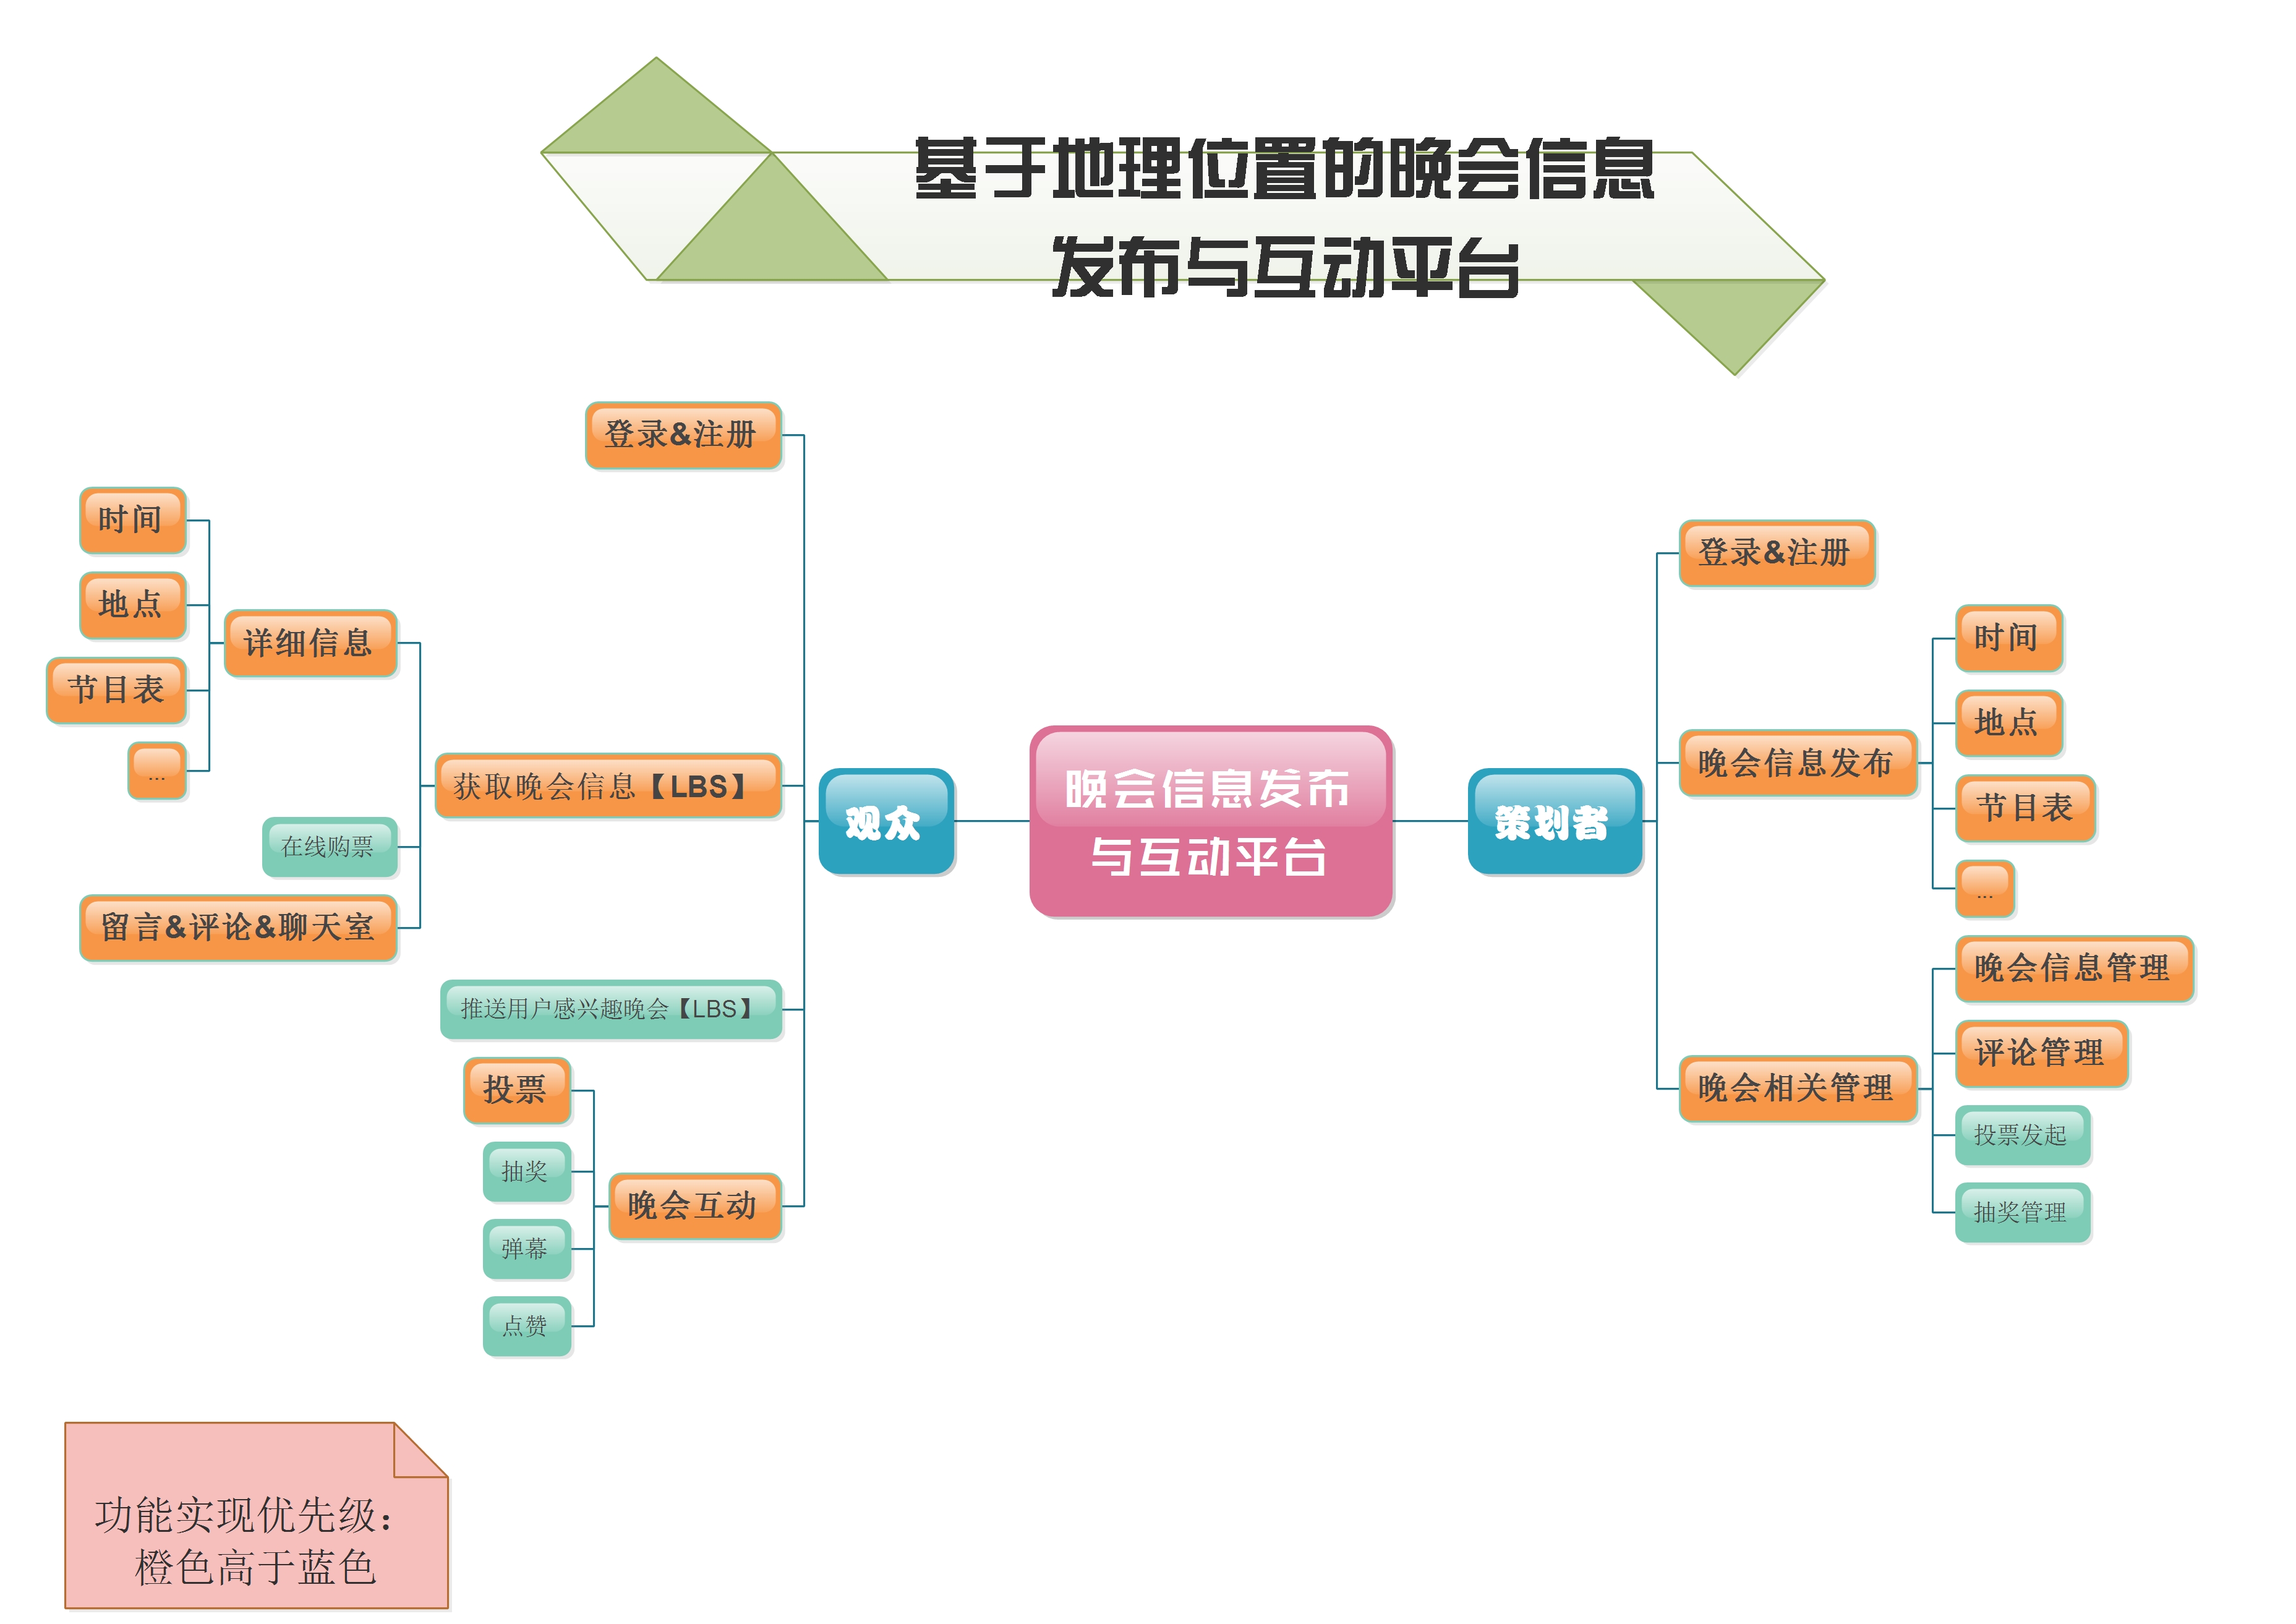 基于地理位置的晚会信息
发布与互动平台
登录&注册
时间
地点
详细信息
节目表
...
获取晚会信息【LBS】
在线购票
留言&评论&聊天室
推送用户感兴趣晚会【LBS】
投票
抽奖
晚会互动
弹幕
点赞
观众
晚会信息发布
与互动平台
策划者
登录&注册
时间
地点
晚会信息发布
节目表
...
晚会信息管理
评论管理
晚会相关管理
投票发起
抽奖管理
功能实现优先级：
橙色高于蓝色